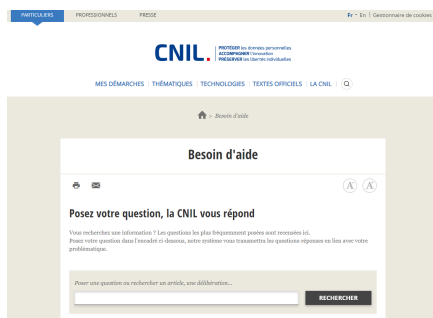 PARTICULIERS PROFESSIONNELS PRESSE Fr - En | Gestionnaire de cookies
CNIL.
PROTÉGER les données personnelles
ACCOMPAGNER l'innovation
PRÉSERVER les libertés individuelles
MES DÉMARCHES | THÉMATIQUES | TECHNOLOGIES | TEXTES OFFICIELS | LA CNIL |
> Besoin d'aide
Besoin d'aide
A A
Posez votre question, la CNIL vous répond
Vous recherchez une information ? Les questions les plus fréquemment posées sont recensées ici.
Posez votre question dans l'encadré ci-dessous, notre système vous transmettra les questions-réponses en lien avec votre
problématique.
Poser une question ou rechercher un article, une délibération...
RECHERCHER